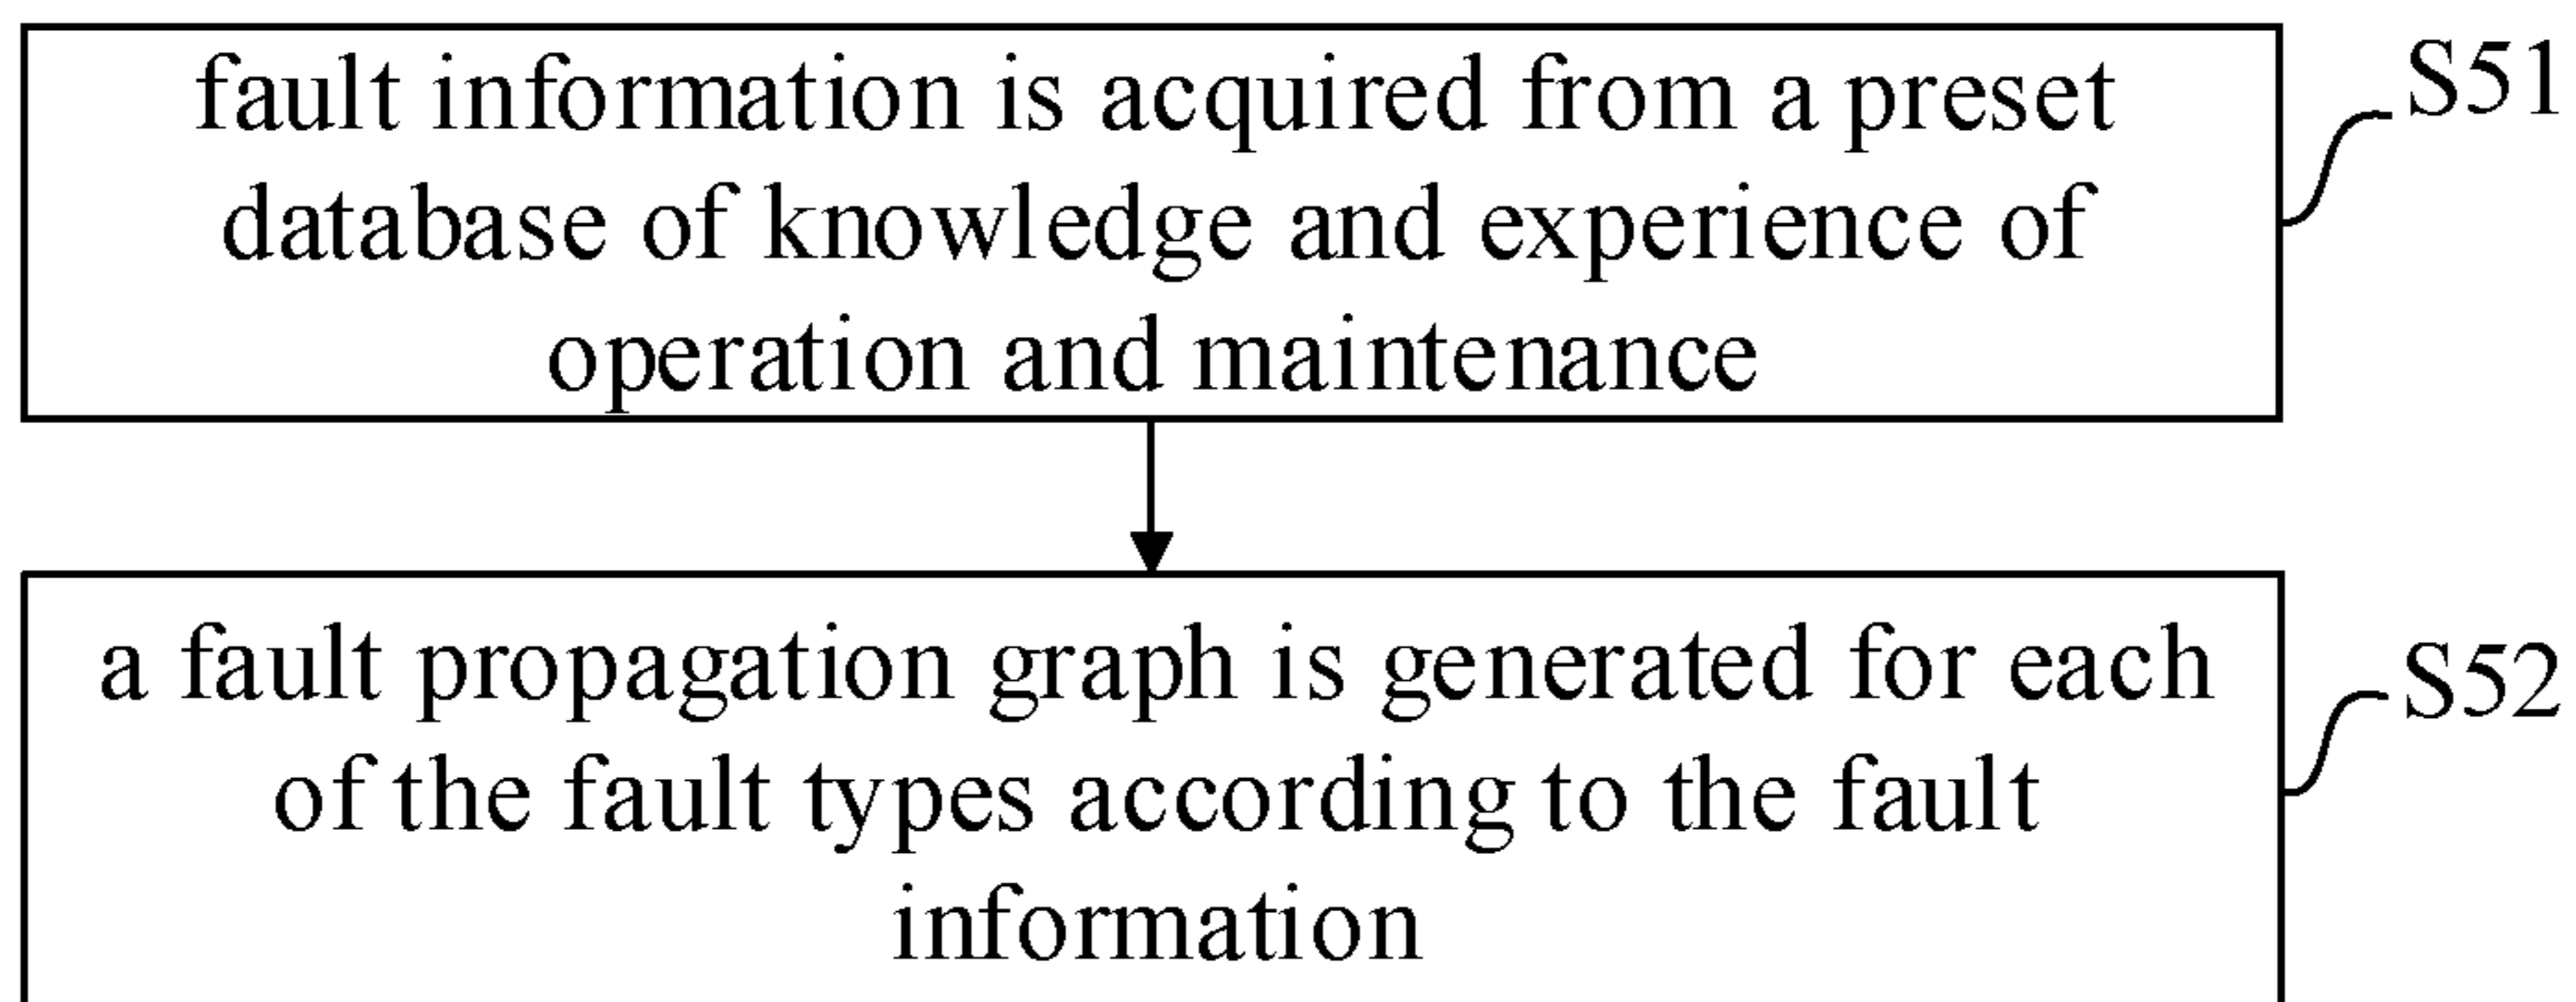 fault information is acquired from a preset
S51
database of knowledge and experience of
operation and maintenance
a fault propagation graph is generated for each
S52
of the fault types according to the fault
information